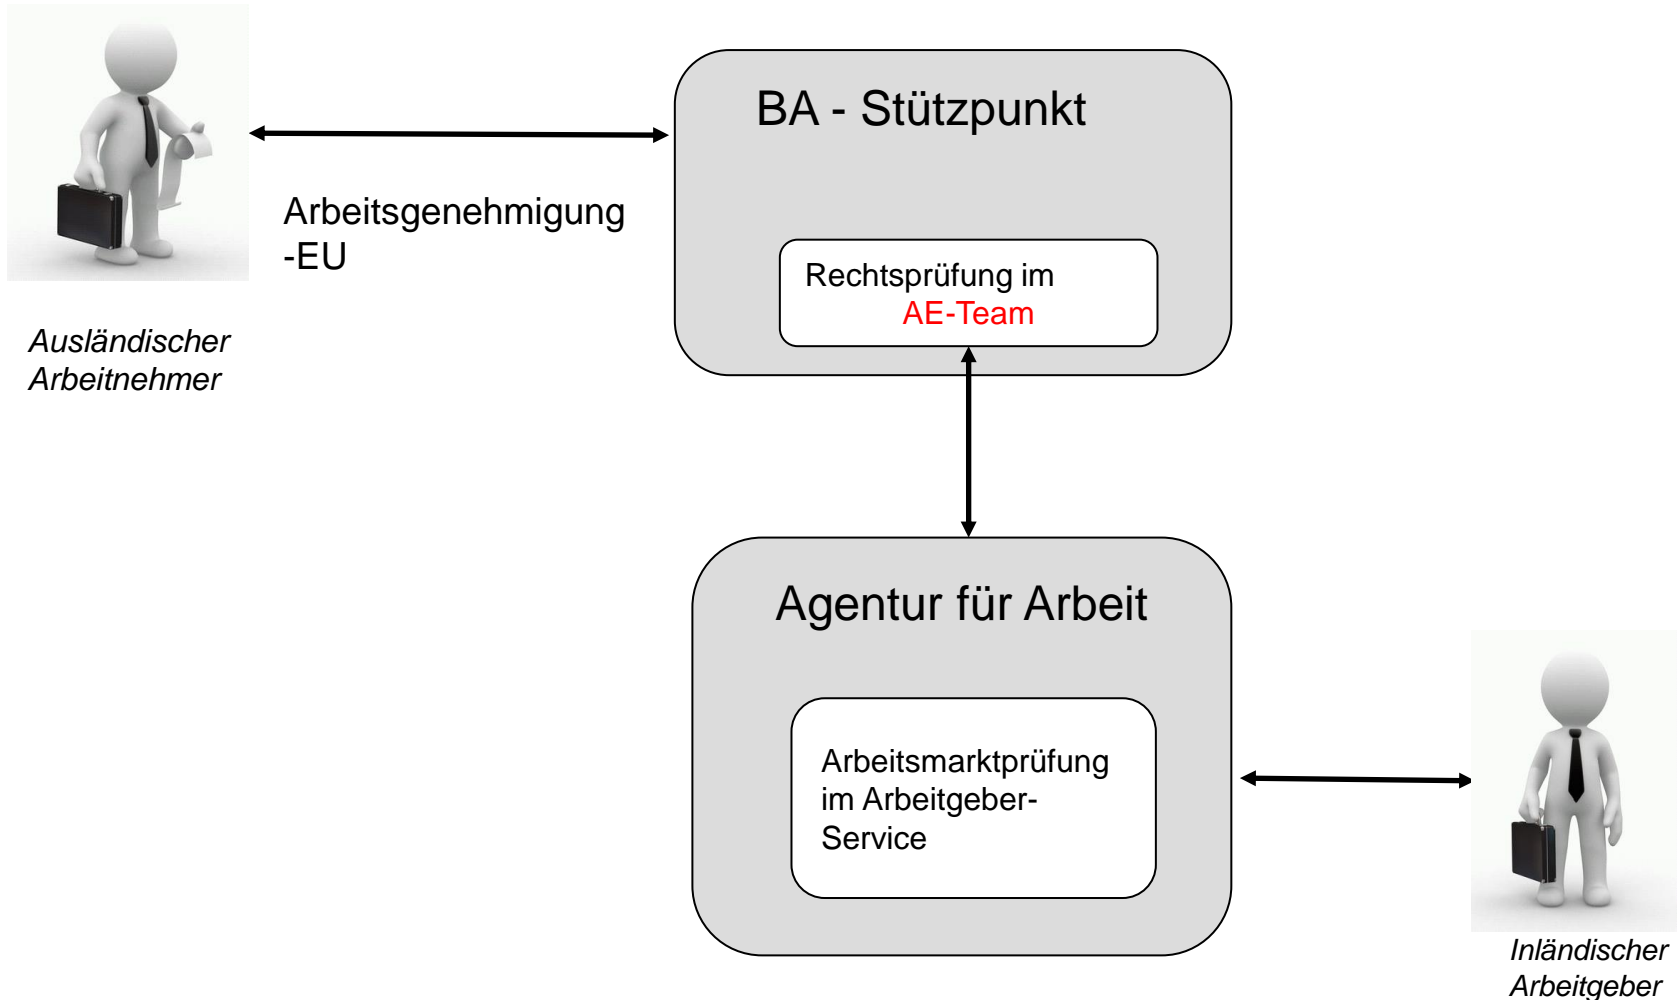 BA - Stützpunkt
Arbeitsgenehmigung
-EU
Rechtsprüfung im
AE-Team
Ausländischer
Arbeitnehmer
Agentur für Arbeit
Arbeitsmarktprüfung
im Arbeitgeber-
Service
Inländischer
Arbeitgeber